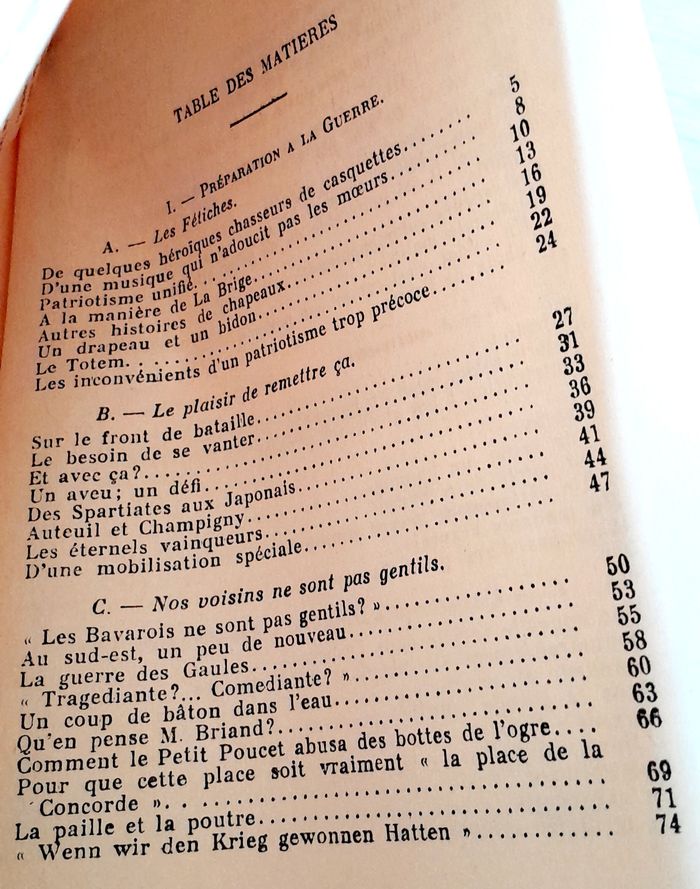 TABLE DES MATIERES
I. — PRÉPARATION A LA GUERRE.
A. — Les Fétiches.
De quelques héroïques chasseurs de casquettes........ 5
D'une musique qui n'adoucit pas les mœurs.......... 8
Patriotisme unifié............................ 10
A la manière de La Brige...................... 13
Autres histoires de chapeaux.................. 16
Un drapeau et un bidon........................ 19
Le Totem. .................................... 22
Les inconvénients d'un patriotisme trop précoce........ 24
B. — Le plaisir de remettre ça.
Sur le front de bataille........................ 27
Le besoin de se vanter........................ 31
Et avec ça?.................................. 33
Un aveu; un défi.............................. 36
Des Spartiates aux Japonais.................... 39
Auteuil et Champigny.......................... 41
Les éternels vainqueurs........................ 44
D'une mobilisation spéciale.................... 47
C. — Nos voisins ne sont pas gentils.
« Les Bavarois ne sont pas gentils? »................ 50
Au sud-est, un peu de nouveau.................... 53
La guerre des Gaules............................ 55
« Tragediante?... Comediante? ».................. 58
Un coup de bâton dans l'eau...................... 60
Qu'en pense M. Briand?.......................... 63
Comment le Petit Poucet abusa des bottes de l'ogre.... 66
Pour que cette place soit vraiment « la place de la
Concorde ». . .................................. 69
La paille et la poutre............................ 71
« Wenn wir den Krieg gewonnen Hatten »............ 74